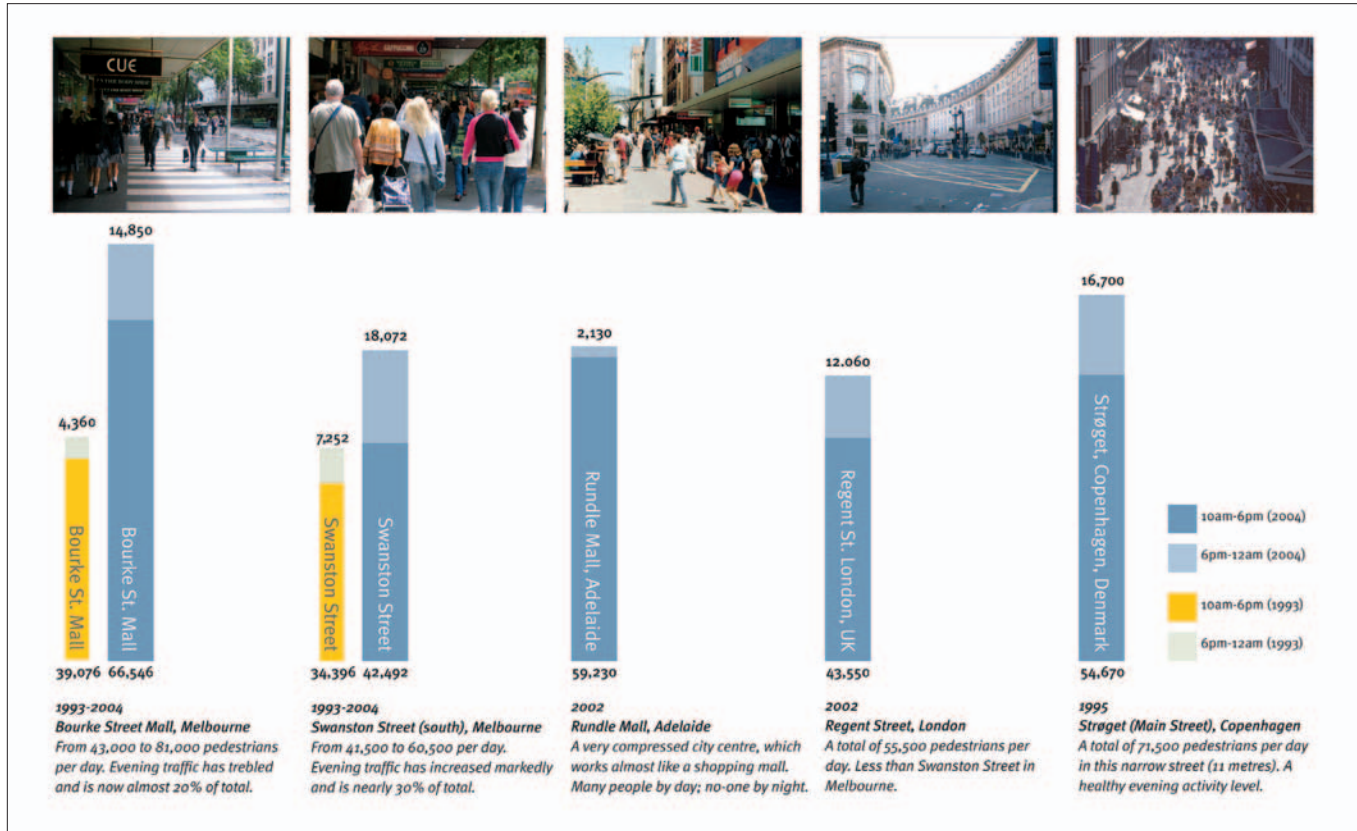 CUE
CAPPUCCINO
14,850
4,360
Bourke St. Mall
Bourke St. Mall
39,076 66,546
18,072
7,252
Swanston Street
Swanston Street
34,396 42,492
2,130
Rundle Mall, Adelaide
59,230
12.060
Regent St. London, UK
43,550
16,700
Strøget, Copenhagen, Denmark
54,670
10am-6pm (2004)
6pm-12am (2004)
10am-6pm (1993)
6pm-12am (1993)
1993-2004
Bourke Street Mall, Melbourne
From 43,000 to 81,000 pedestrians
per day. Evening traffic has trebled
and is now almost 20% of total.
1993-2004
Swanston Street (south), Melbourne
From 41,500 to 60,500 per day.
Evening traffic has increased markedly
and is nearly 30% of total.
2002
Rundle Mall, Adelaide
A very compressed city centre, which
works almost like a shopping mall.
Many people by day; no-one by night.
2002
Regent Street, London
A total of 55,500 pedestrians per
day. Less than Swanston Street in
Melbourne.
1995
Strøget (Main Street), Copenhagen
A total of 71,500 pedestrians per day
in this narrow street (11 metres). A
healthy evening activity level.